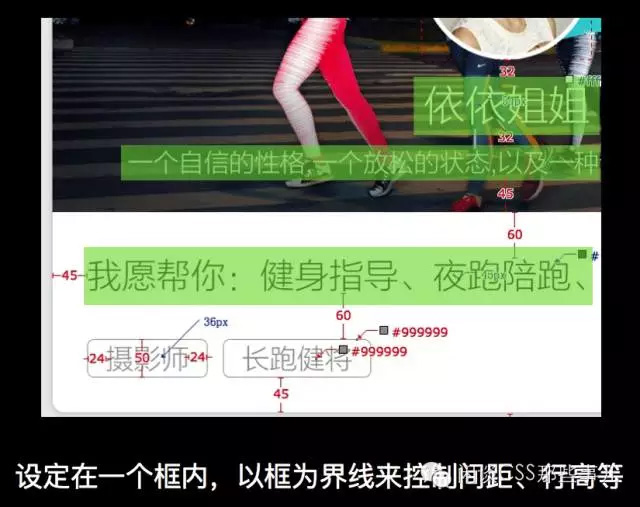 32
#fff
依依姐姐
32
一个自信的性格,一个放松的状态,以及一种
45
60
#
45
我愿帮你：健身指导、夜跑陪跑、
45px
60
36px
#999999
#999999
24
摄影师
50
24
长跑健将
45
设定在一个框内，以框为界线来控制间距、行高等